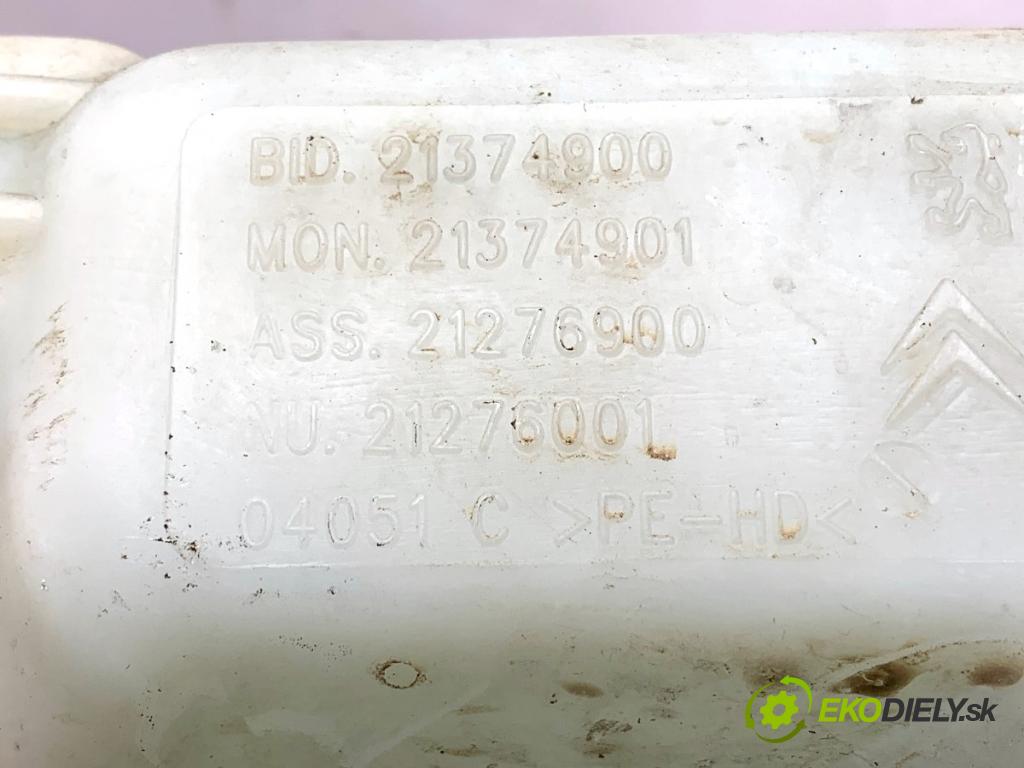 BID. 21374900
MON. 21374901
ASS. 21276900
NU. 21276001
04051 C >PE-HD<
EKODIELY.sk